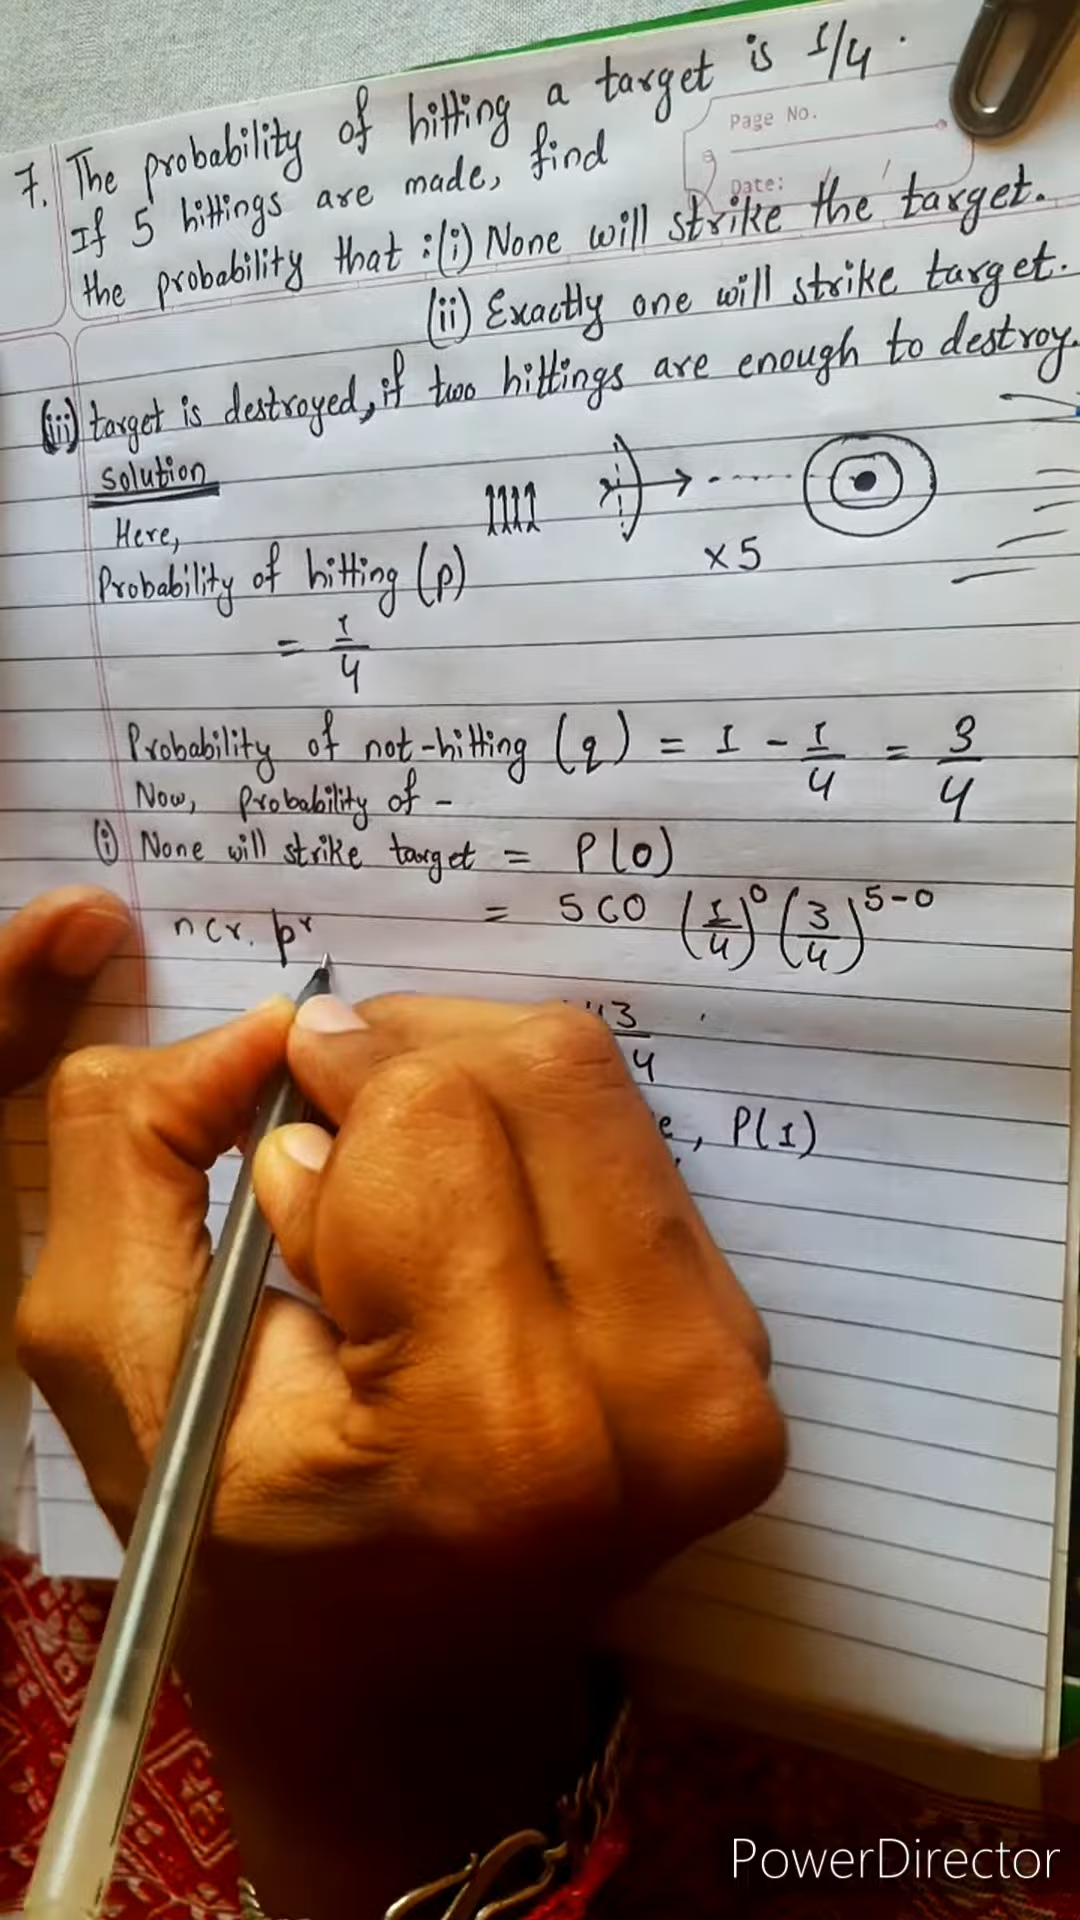 7. The probability of hitting a target is 1/4.
Page No.
If 5 hittings are made, find
Date:
the probability that :(i) None will strike the target.
(ii) Exactly one will strike target.
(iii) target is destroyed, if two hittings are enough to destroy.
Solution
Here,
Probability of hitting (p)
×5
= 1/4
Probability of not-hitting (q) = 1 - 1/4 = 3/4
Now, probability of -
(i) None will strike target = P(0)
= 5C0 (1/4)^0 (3/4)^5-0
ncr. p^r
43
4
, P(1)
PowerDirector